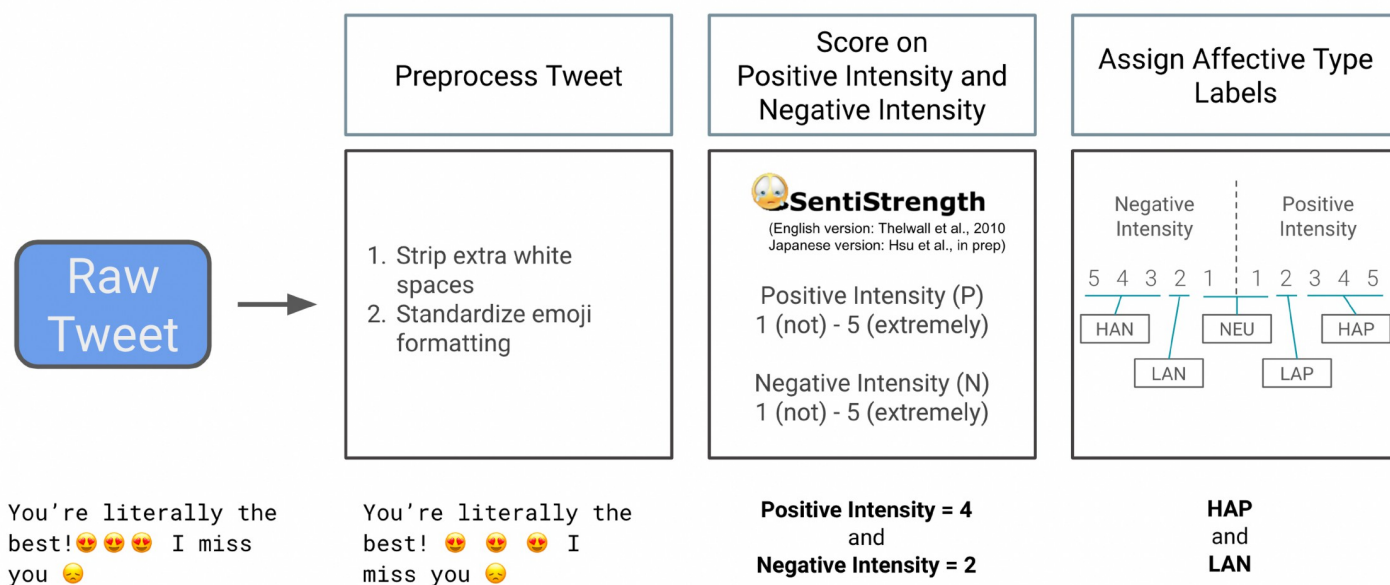 Preprocess Tweet
Score on
Positive Intensity and
Negative Intensity
Assign Affective Type
Labels
Raw
Tweet
1. Strip extra white
spaces
2. Standardize emoji
formatting
SentiStrength
(English version: Thelwall et al., 2010
Japanese version: Hsu et al., in prep)
Positive Intensity (P)
1 (not) - 5 (extremely)
Negative Intensity (N)
1 (not) - 5 (extremely)
Negative
Intensity
Positive
Intensity
5 4 3 2 1 1 2 3 4 5
HAN
NEU
HAP
LAN
LAP
You’re literally the
best!😍😍😍 I miss
you 😞
You’re literally the
best! 😍 😍 😍 I
miss you 😞
Positive Intensity = 4
and
Negative Intensity = 2
HAP
and
LAN